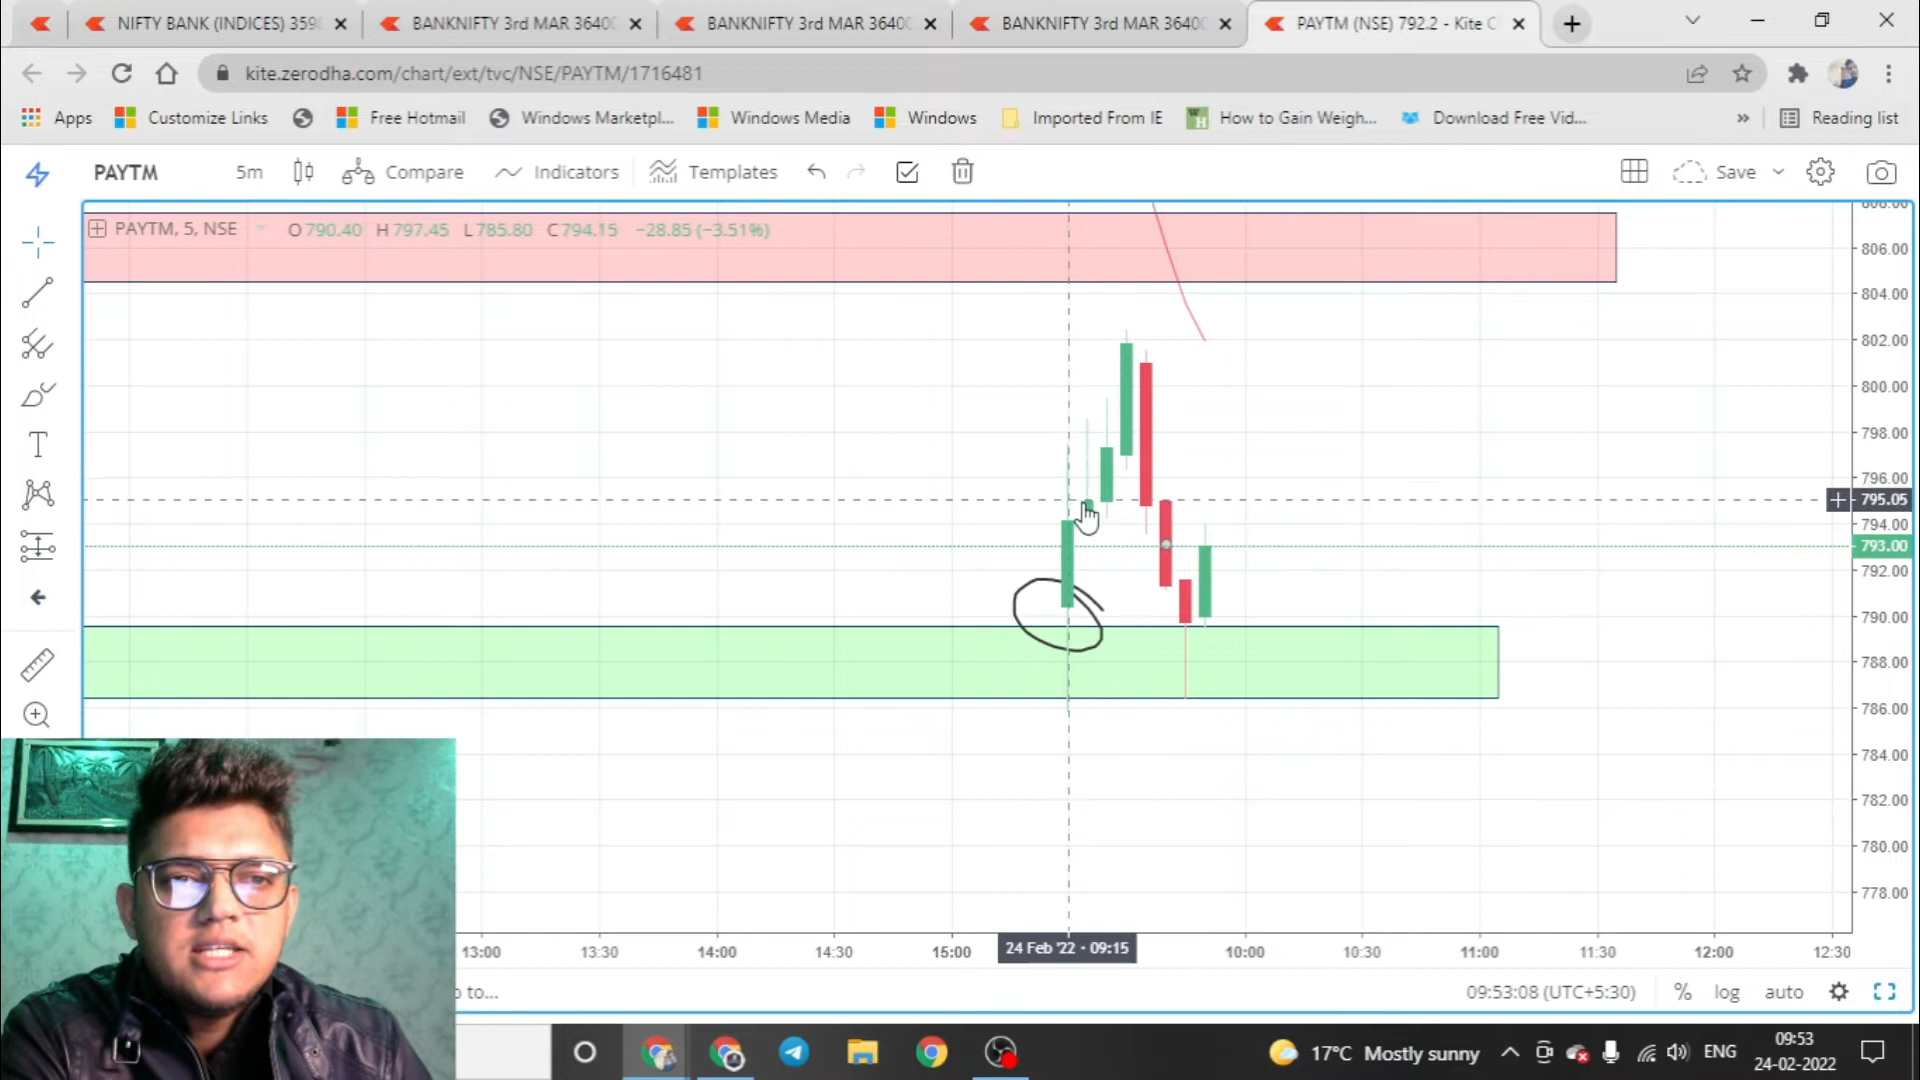 NIFTY BANK (INDICES) 359
BANKNIFTY 3rd MAR 3640
BANKNIFTY 3rd MAR 3640
BANKNIFTY 3rd MAR 3640
PAYTM (NSE) 792.2 - Kite C
kite.zerodha.com/chart/ext/tvc/NSE/PAYTM/1716481
Apps Customize Links Free Hotmail Windows Marketpl... Windows Media Windows Imported From IE How to Gain Weigh... Download Free Vid... » Reading list
PAYTM 5m Compare Indicators Templates Save
PAYTM, 5, NSE O790.40 H797.45 L785.80 C794.15 −28.85 (−3.51%)
806.00
804.00
802.00
800.00
798.00
796.00
795.05
794.00
793.00
792.00
790.00
788.00
786.00
784.00
782.00
780.00
778.00
13:00 13:30 14:00 14:30 15:00 24 Feb '22 - 09:15 10:00 10:30 11:00 11:30 12:00 12:30
to... 09:53:08 (UTC+5:30) % log auto
17°C Mostly sunny ENG 09:53
24-02-2022